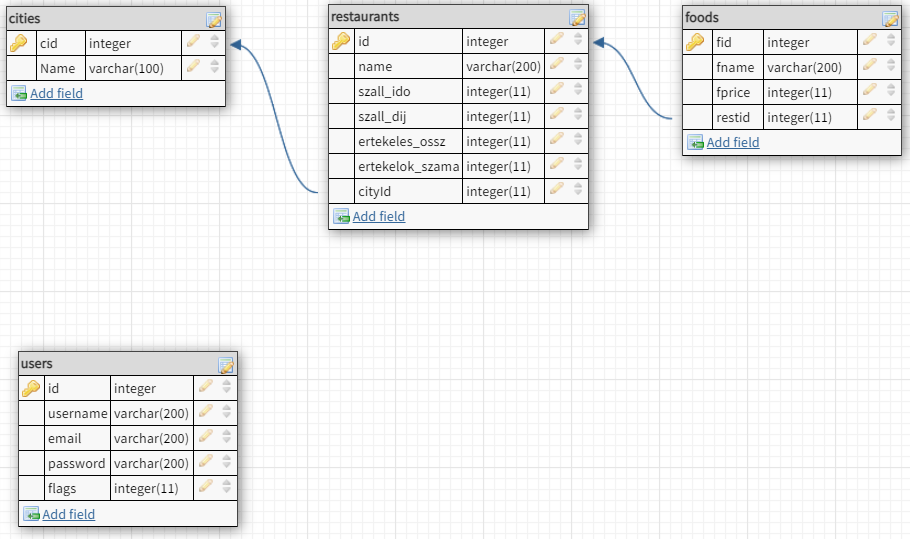 cities
cid integer
Name varchar(100)
Add field
restaurants
id integer
name varchar(200)
szall_ido integer(11)
szall_dij integer(11)
ertekeles_ossz integer(11)
ertekelok_szama integer(11)
cityId integer(11)
Add field
foods
fid integer
fname varchar(200)
fprice integer(11)
restid integer(11)
Add field
users
id integer
username varchar(200)
email varchar(200)
password varchar(200)
flags integer(11)
Add field